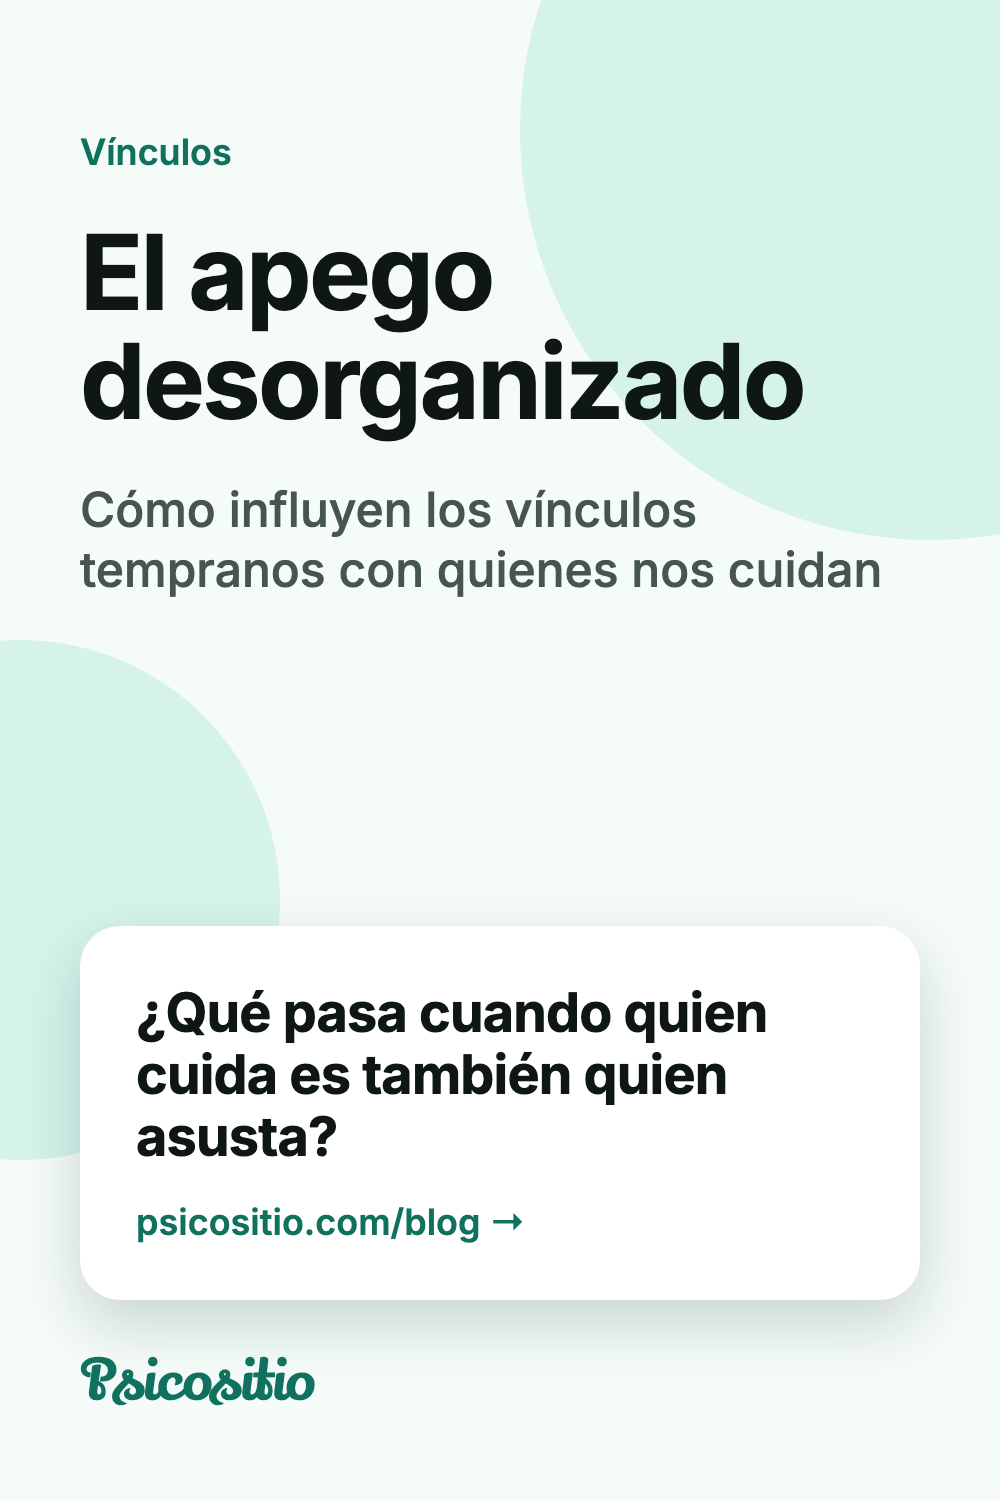 Vínculos
El apego
desorganizado
Cómo influyen los vínculos
tempranos con quienes nos cuidan
¿Qué pasa cuando quien
cuida es también quien
asusta?
psicositio.com/blog →
Psicositio